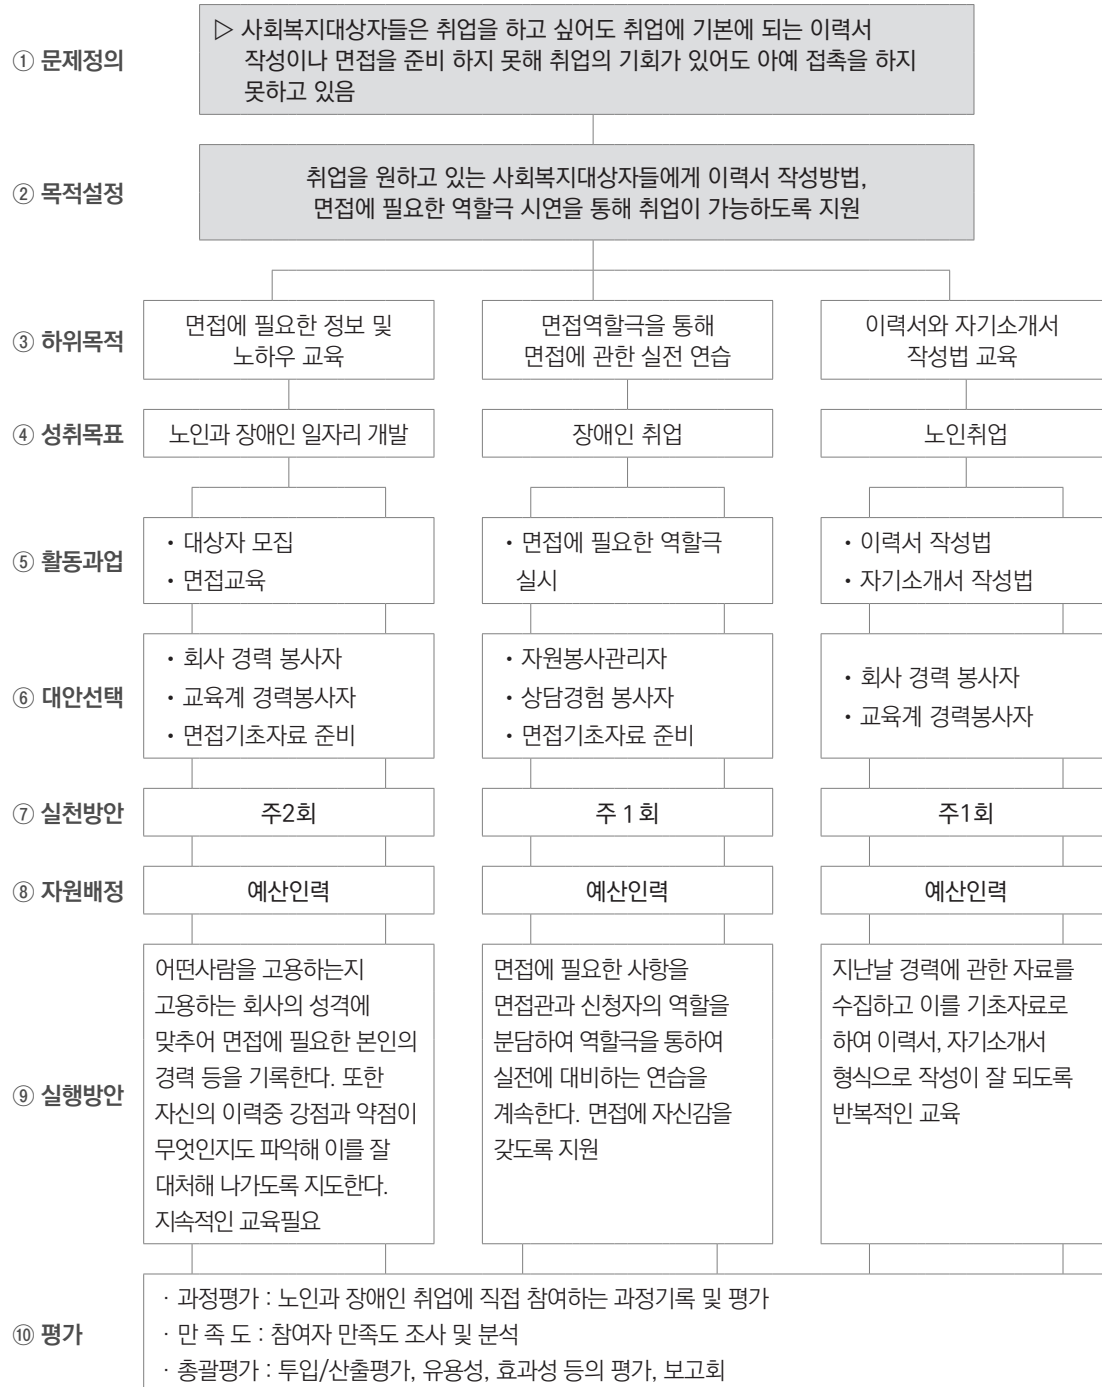 ① 문제정의
▷ 사회복지대상자들은 취업을 하고 싶어도 취업에 기본에 되는 이력서
작성이나 면접을 준비 하지 못해 취업의 기회가 있어도 아예 접촉을 하지
못하고 있음
② 목적설정
취업을 원하고 있는 사회복지대상자들에게 이력서 작성방법,
면접에 필요한 역할극 시연을 통해 취업이 가능하도록 지원
③ 하위목적
면접에 필요한 정보 및
노하우 교육
면접역할극을 통해
면접에 관한 실전 연습
이력서와 자기소개서
작성법 교육
④ 성취목표
노인과 장애인 일자리 개발
장애인 취업
노인취업
⑤ 활동과업
• 대상자 모집
• 면접교육
• 면접에 필요한 역할극
실시
• 이력서 작성법
• 자기소개서 작성법
⑥ 대안선택
• 회사 경력 봉사자
• 교육계 경력봉사자
• 면접기초자료 준비
• 자원봉사관리자
• 상담경험 봉사자
• 면접기초자료 준비
• 회사 경력 봉사자
• 교육계 경력봉사자
⑦ 실천방안
주2회
주 1 회
주1회
⑧ 자원배정
예산인력
예산인력
예산인력
⑨ 실행방안
어떤사람을 고용하는지
고용하는 회사의 성격에
맞추어 면접에 필요한 본인의
경력 등을 기록한다. 또한
자신의 이력중 강점과 약점이
무엇인지도 파악해 이를 잘
대처해 나가도록 지도한다.
지속적인 교육필요
면접에 필요한 사항을
면접관과 신청자의 역할을
분담하여 역할극을 통하여
실전에 대비하는 연습을
계속한다. 면접에 자신감을
갖도록 지원
지난날 경력에 관한 자료를
수집하고 이를 기초자료로
하여 이력서, 자기소개서
형식으로 작성이 잘 되도록
반복적인 교육
⑩ 평가
· 과정평가 : 노인과 장애인 취업에 직접 참여하는 과정기록 및 평가
· 만 족 도 : 참여자 만족도 조사 및 분석
· 총괄평가 : 투입/산출평가, 유용성, 효과성 등의 평가, 보고회